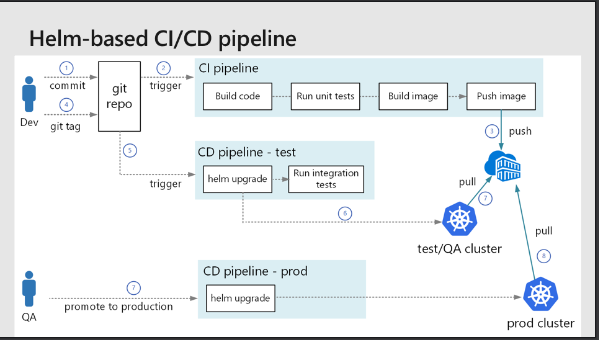 Helm-based CI/CD pipeline
1
commit
4
git tag
Dev
git
repo
2
trigger
CI pipeline
Build code
Run unit tests
Build image
Push image
3
push
5
trigger
CD pipeline - test
helm upgrade
Run integration
tests
6
pull
7
test/QA cluster
pull
8
prod cluster
QA
7
promote to production
CD pipeline - prod
helm upgrade